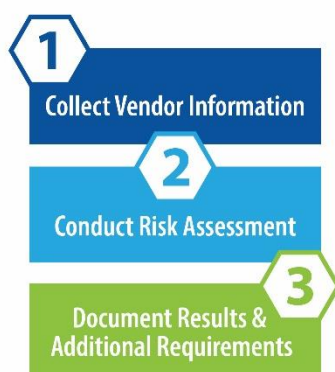 1
Collect Vendor Information
2
Conduct Risk Assessment
3
Document Results &
Additional Requirements